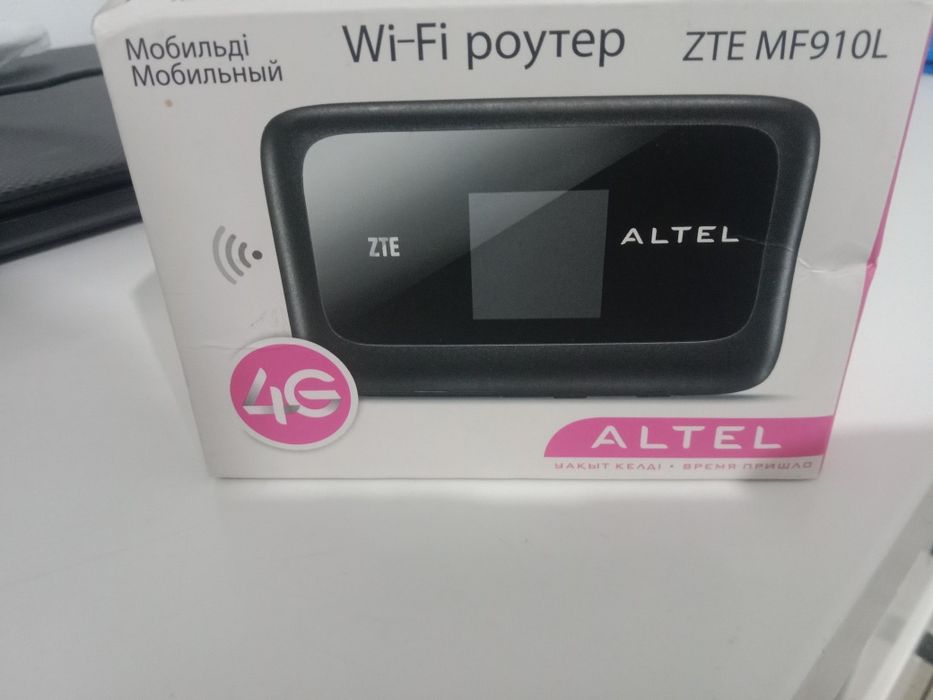 Мобильді
Мобильный
Wi-Fi роутер
ZTE MF910L
ZTE
ALTEL
4G
ALTEL
УАҚЫТ КЕЛДІ • ВРЕМЯ ПРИШЛО